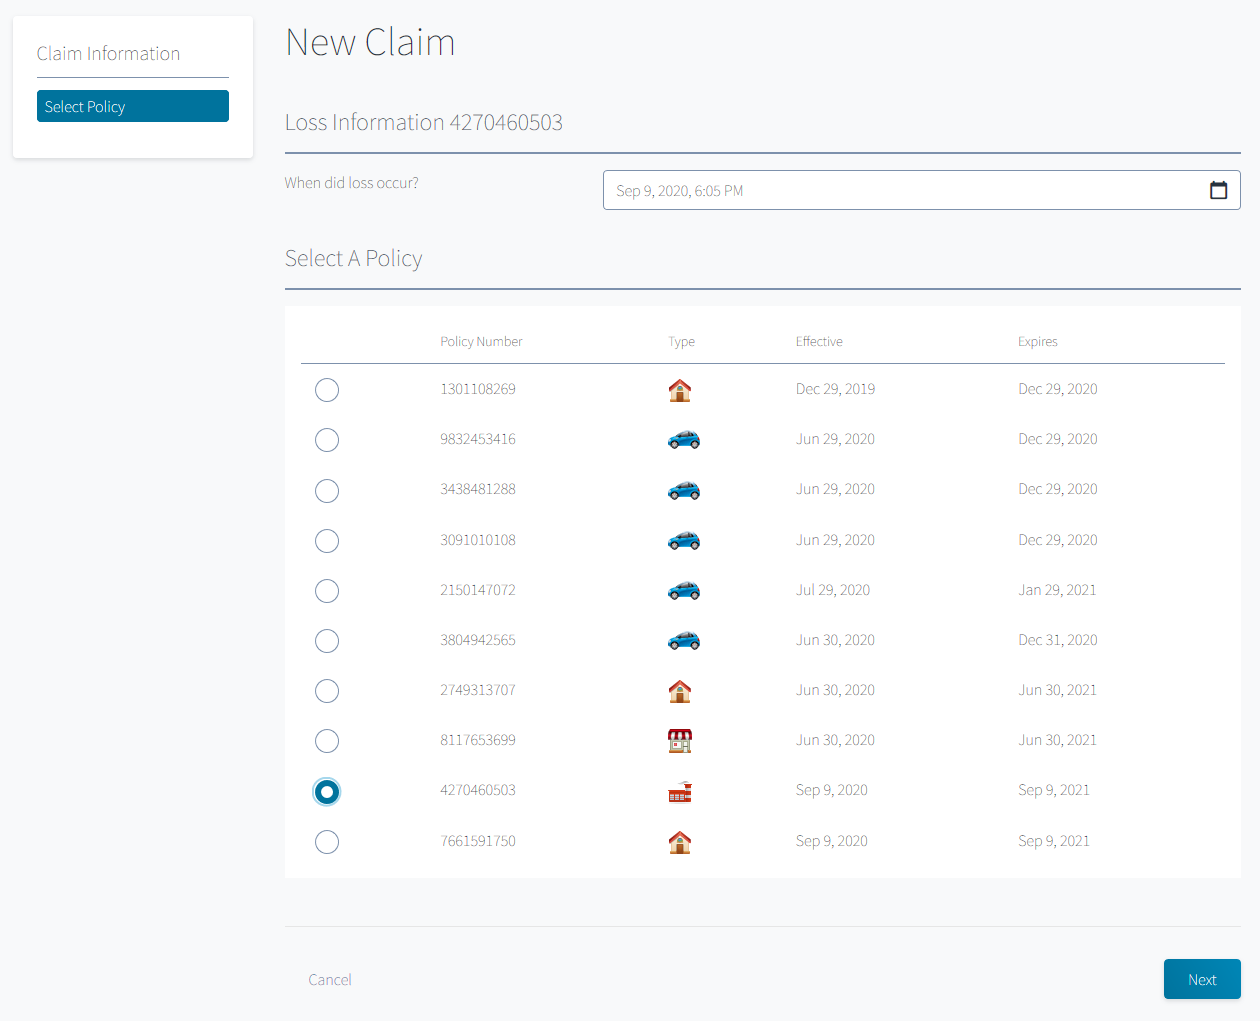 Claim Information
Select Policy
New Claim
Loss Information 4270460503
When did loss occur?
Sep 9, 2020, 6:05 PM
Select A Policy
Policy Number Type Effective Expires
1301108269 Dec 29, 2019 Dec 29, 2020
9832453416 Jun 29, 2020 Dec 29, 2020
3438481288 Jun 29, 2020 Dec 29, 2020
3091010108 Jun 29, 2020 Dec 29, 2020
2150147072 Jul 29, 2020 Jan 29, 2021
3804942565 Jun 30, 2020 Dec 31, 2020
2749313707 Jun 30, 2020 Jun 30, 2021
8117653699 Jun 30, 2020 Jun 30, 2021
4270460503 Sep 9, 2020 Sep 9, 2021
7661591750 Sep 9, 2020 Sep 9, 2021
Cancel
Next